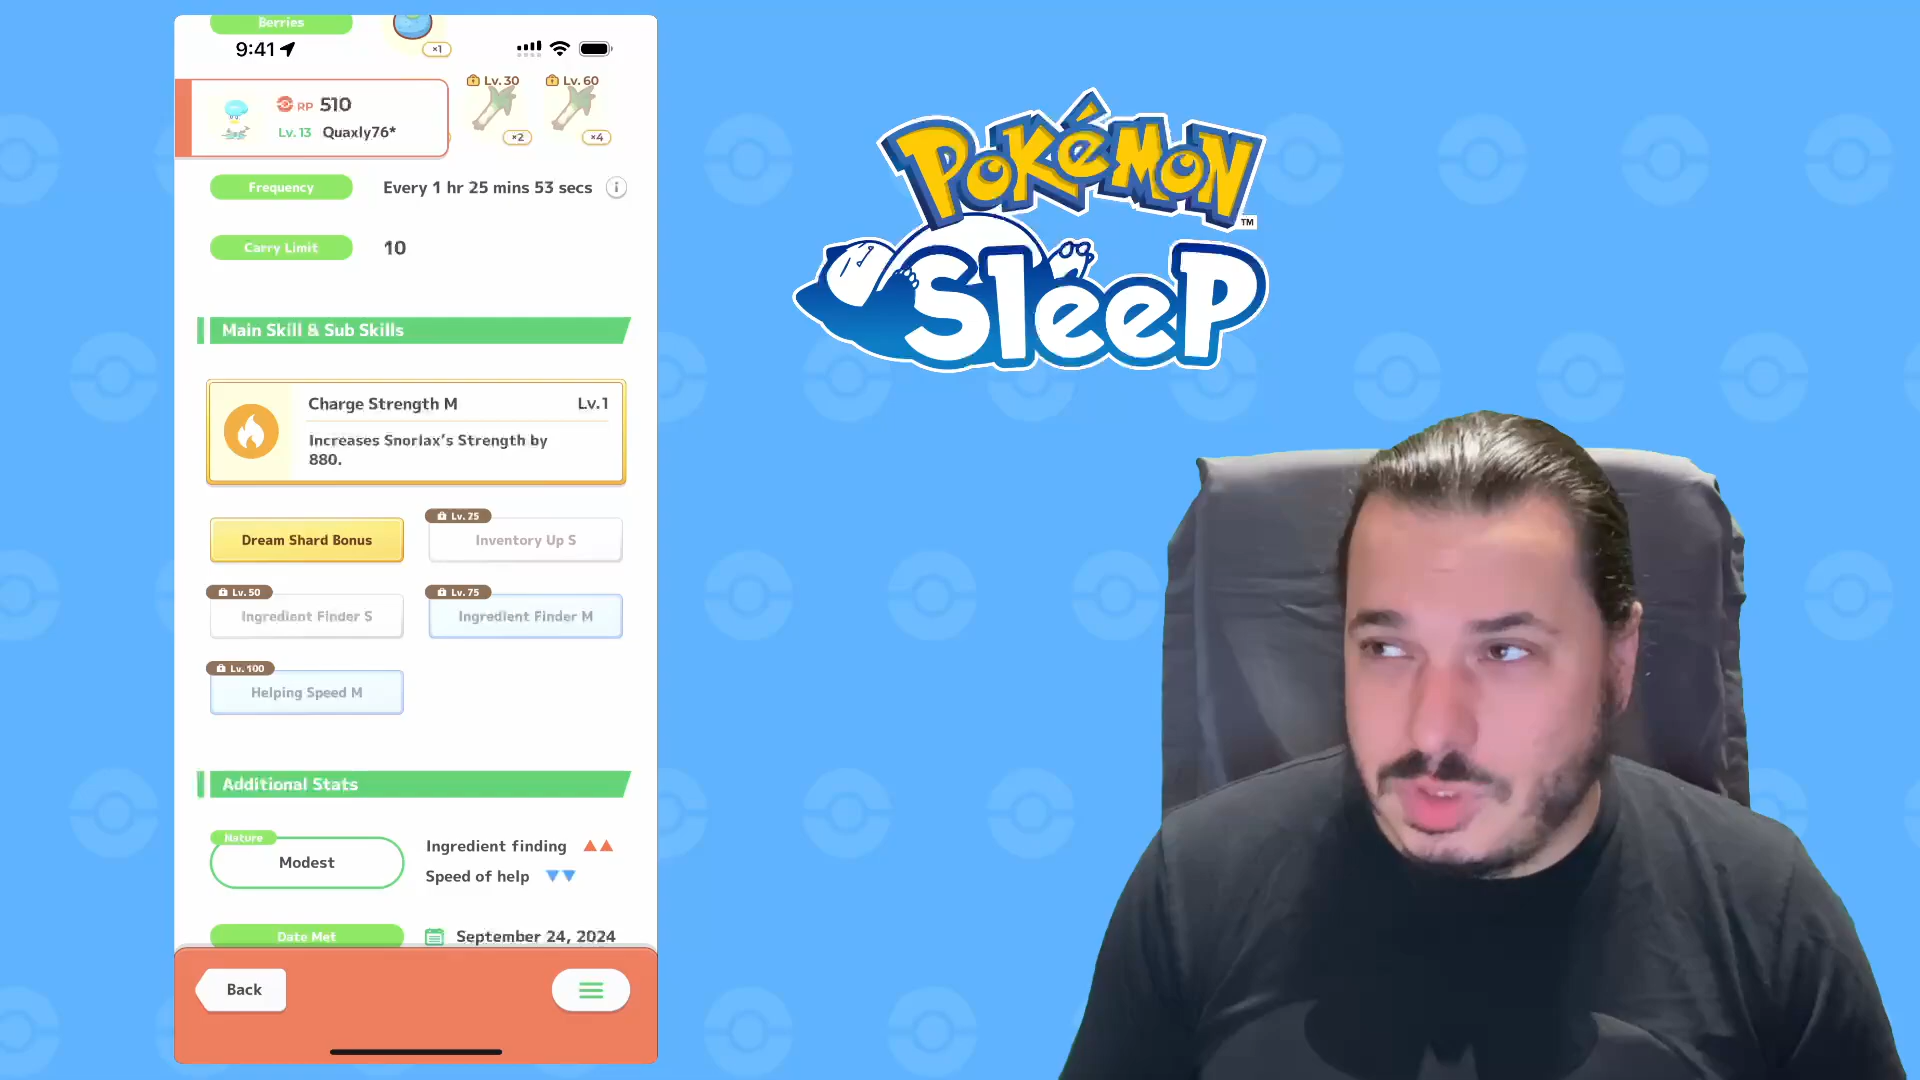 Berries
×1
9:41
Lv.30
Lv.60
×2
×4
RP 510
Lv.13 Quaxly76*
Frequency
Every 1 hr 25 mins 53 secs
Carry Limit
10
Main Skill & Sub Skills
Charge Strength M
Lv.1
Increases Snorlax's Strength by
880.
Dream Shard Bonus
Lv.25
Inventory Up S
Lv.50
Ingredient Finder S
Lv.75
Ingredient Finder M
Lv.100
Helping Speed M
Additional Stats
Nature
Modest
Ingredient finding
Speed of help
Date Met
September 24, 2024
Back
POKéMON
TM
Sleep